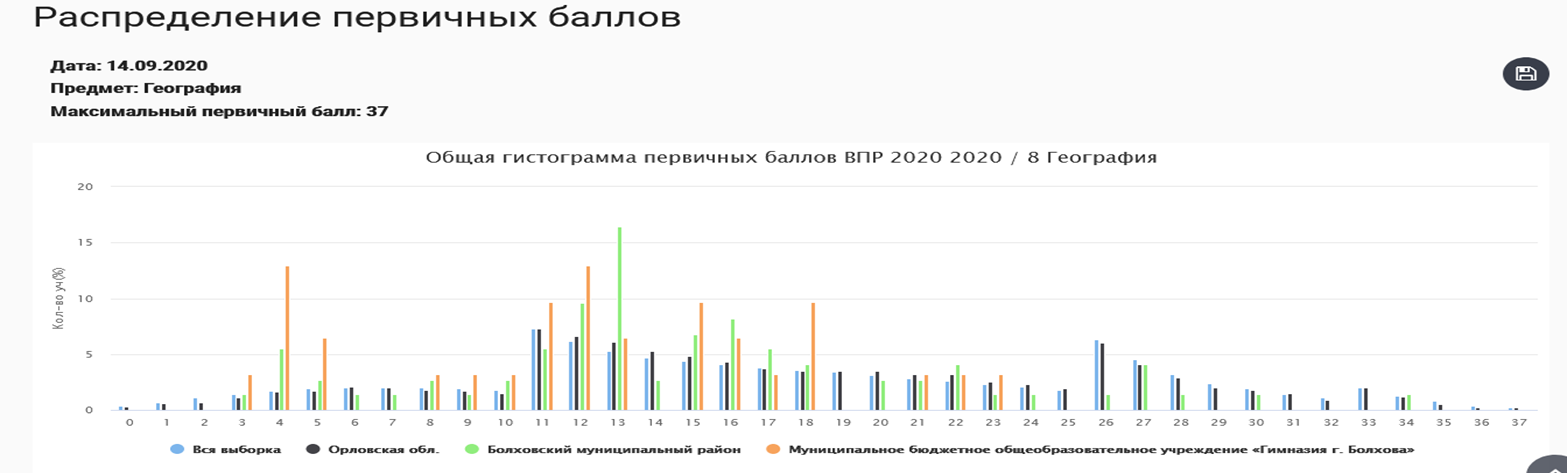 Распределение первичных баллов
Дата: 14.09.2020
Предмет: География
Максимальный первичный балл: 37
Общая гистограмма первичных баллов ВПР 2020 2020 / 8 География
20
15
10
5
0
Кол-во уч(%)
0 1 2 3 4 5 6 7 8 9 10 11 12 13 14 15 16 17 18 19 20 21 22 23 24 25 26 27 28 29 30 31 32 33 34 35 36 37
Вся выборка Орловская обл. Болховский муниципальный район Муниципальное бюджетное общеобразовательное учреждение «Гимназия г. Болхова»